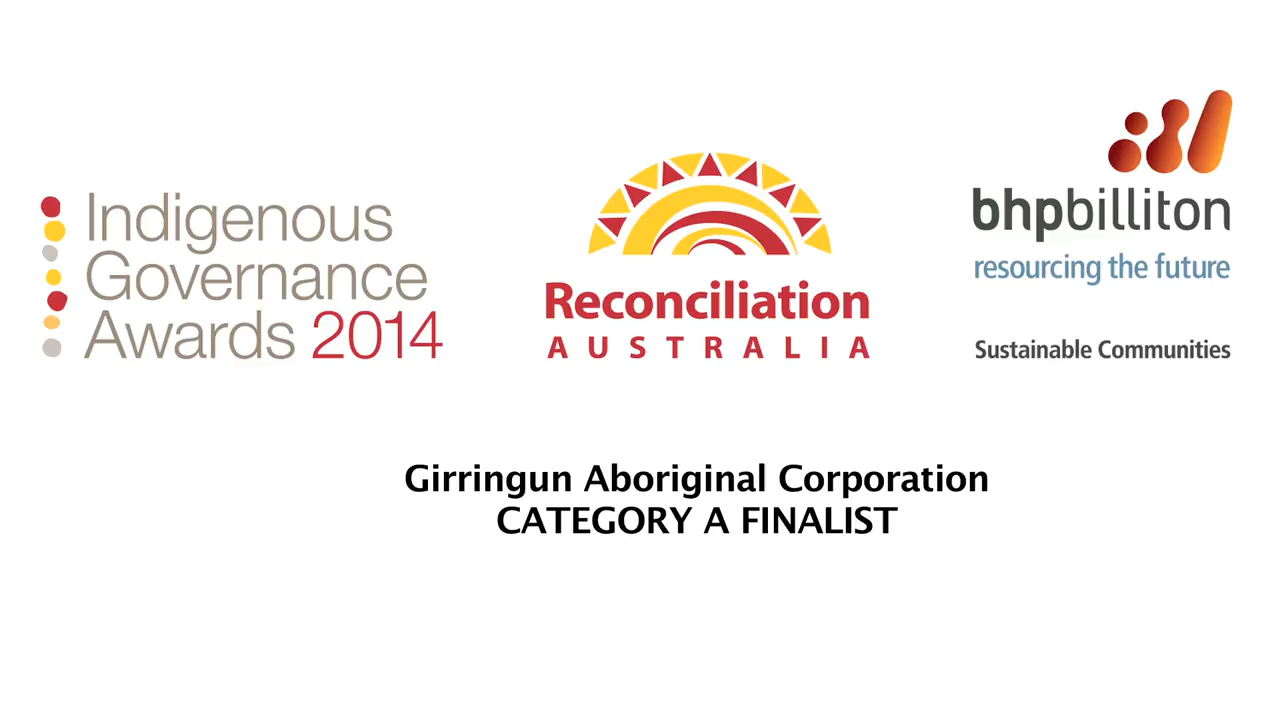 Indigenous
Governance
Awards 2014
Reconciliation
AUSTRALIA
bhpbilliton
resourcing the future
Sustainable Communities
Girringun Aboriginal Corporation
CATEGORY A FINALIST